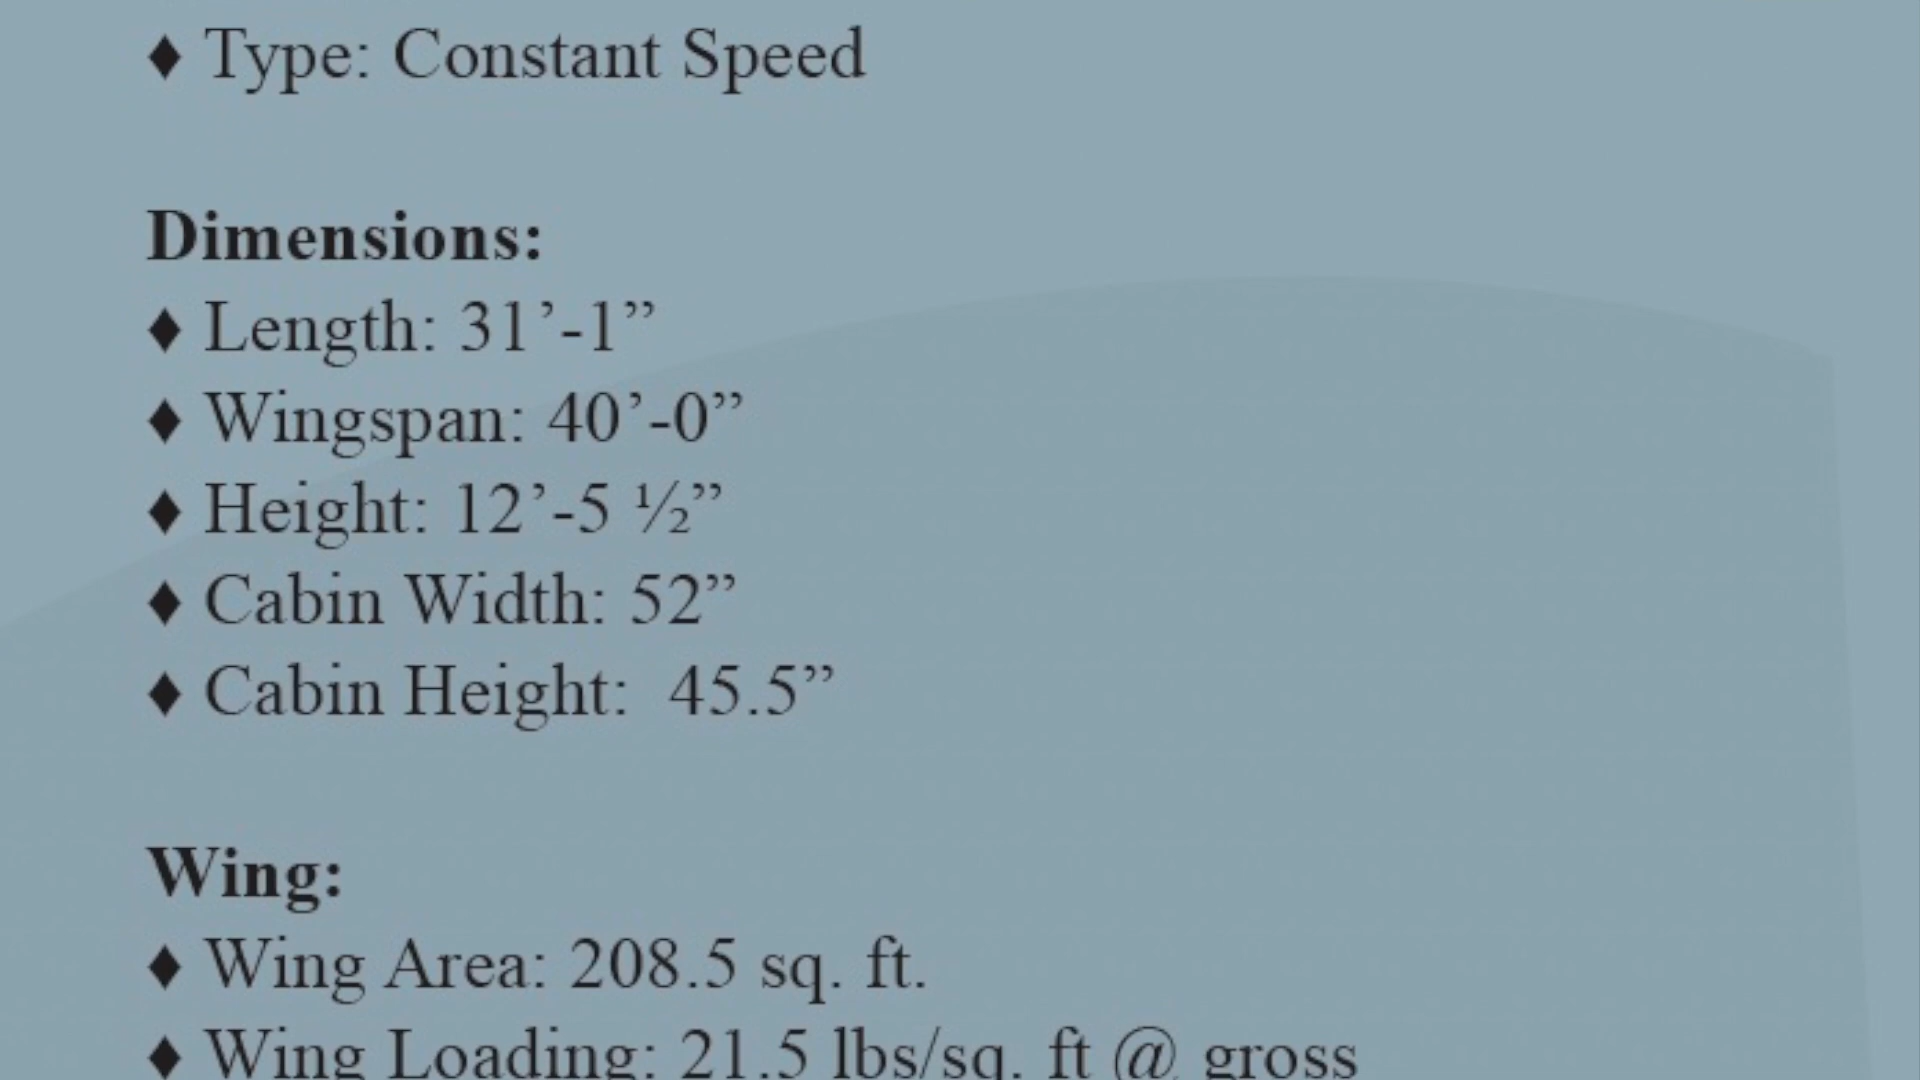 ♦ Type: Constant Speed
Dimensions:
♦ Length: 31’-1”
♦ Wingspan: 40’-0”
♦ Height: 12’-5 ½”
♦ Cabin Width: 52”
♦ Cabin Height:  45.5”
Wing:
♦ Wing Area: 208.5 sq. ft.
♦ Wing Loading: 21.5 lbs/sq. ft @ gross